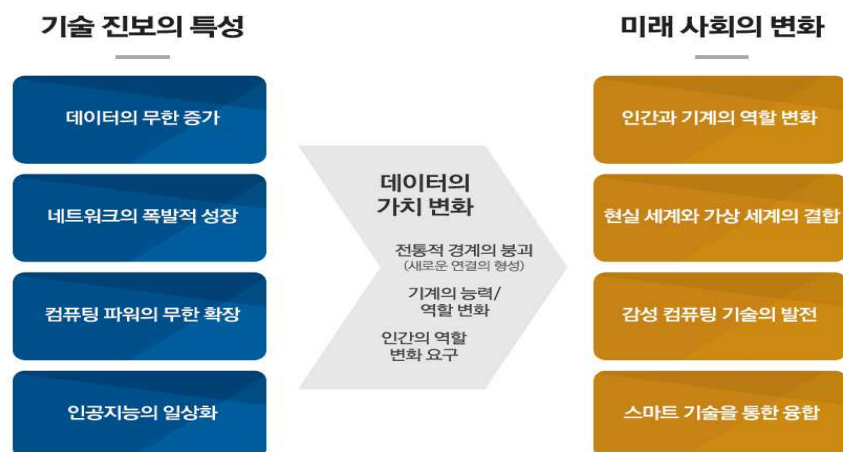 기술 진보의 특성
데이터의 무한 증가
네트워크의 폭발적 성장
컴퓨팅 파워의 무한 확장
인공지능의 일상화
데이터의
가치 변화
전통적 경계의 붕괴
(새로운 연결의 형성)
기계의 능력/
역할 변화
인간의 역할
변화 요구
미래 사회의 변화
인간과 기계의 역할 변화
현실 세계와 가상 세계의 결합
감성 컴퓨팅 기술의 발전
스마트 기술을 통한 융합